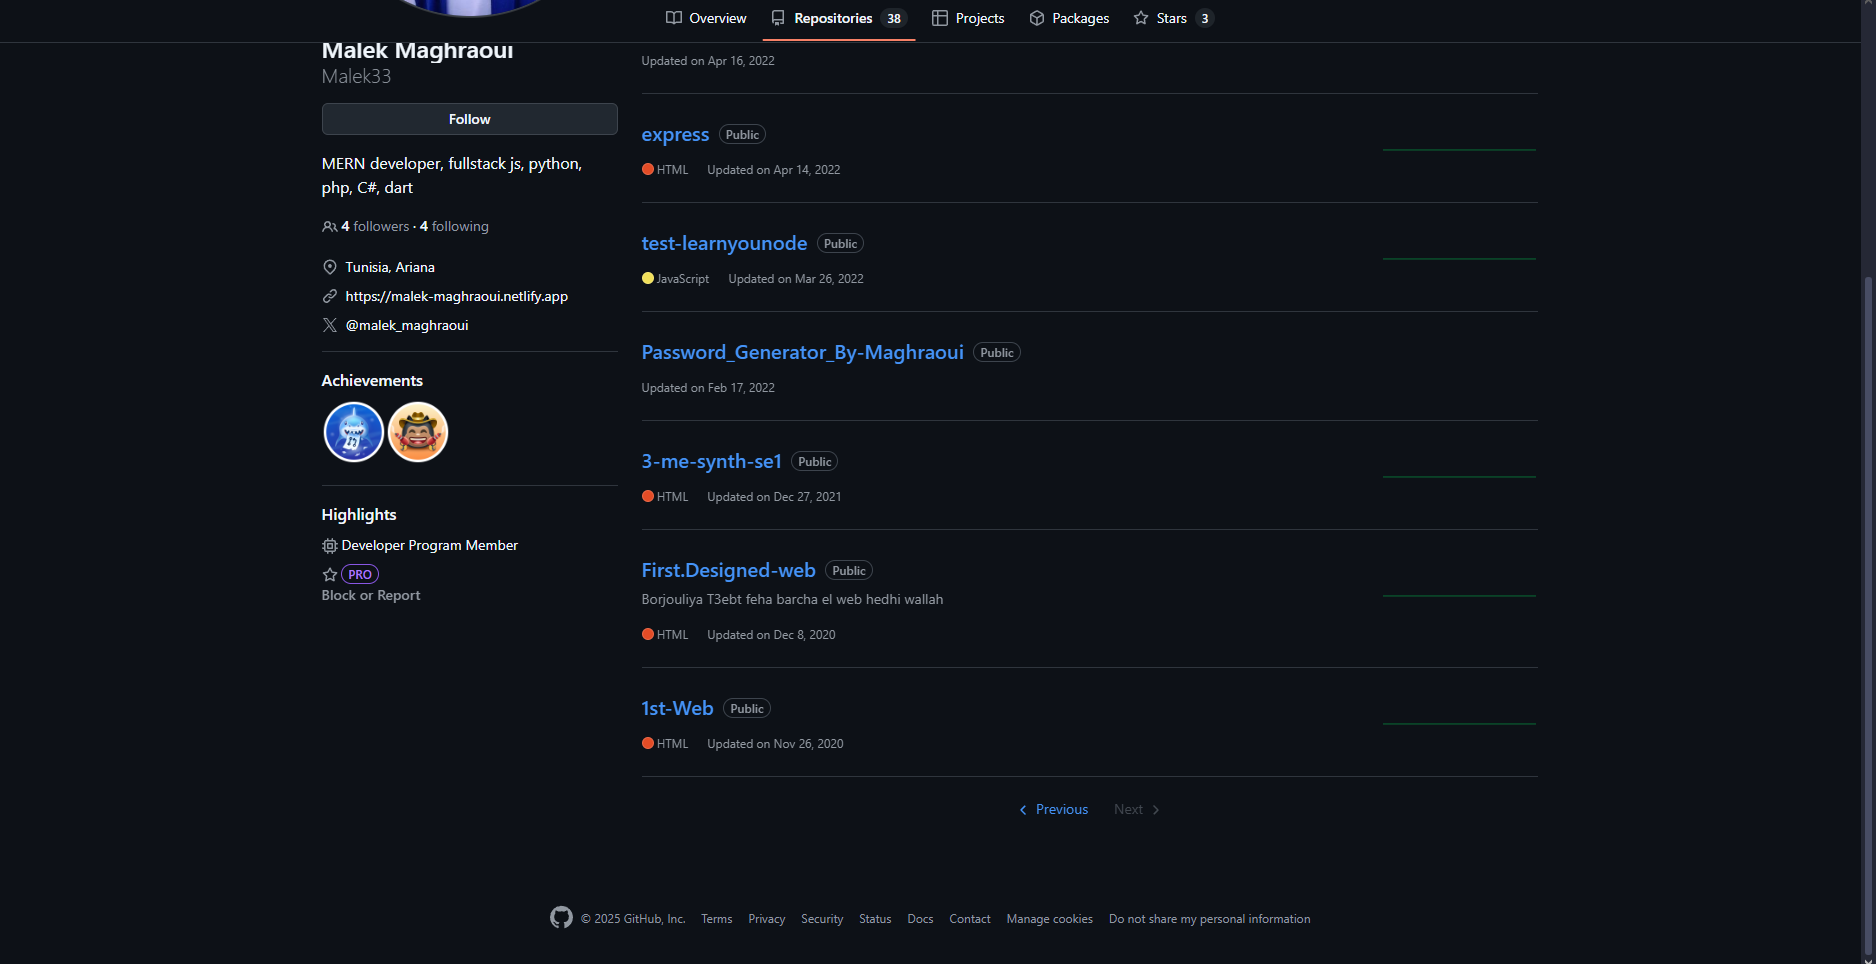 Overview
Repositories 38
Projects
Packages
Stars 3
Malek Maghraoui
Malek33
Follow
MERN developer, fullstack js, python,
php, C#, dart
4 followers · 4 following
Tunisia, Ariana
https://malek-maghraoui.netlify.app
@malek_maghraoui
Achievements
Highlights
Developer Program Member
PRO
Block or Report
Updated on Apr 16, 2022
express Public
HTML Updated on Apr 14, 2022
test-learnyounode Public
JavaScript Updated on Mar 26, 2022
Password_Generator_By-Maghraoui Public
Updated on Feb 17, 2022
3-me-synth-se1 Public
HTML Updated on Dec 27, 2021
First.Designed-web Public
Borjouliya T3ebt feha barcha el web hedhi wallah
HTML Updated on Dec 8, 2020
1st-Web Public
HTML Updated on Nov 26, 2020
Previous Next
© 2025 GitHub, Inc. Terms Privacy Security Status Docs Contact Manage cookies Do not share my personal information